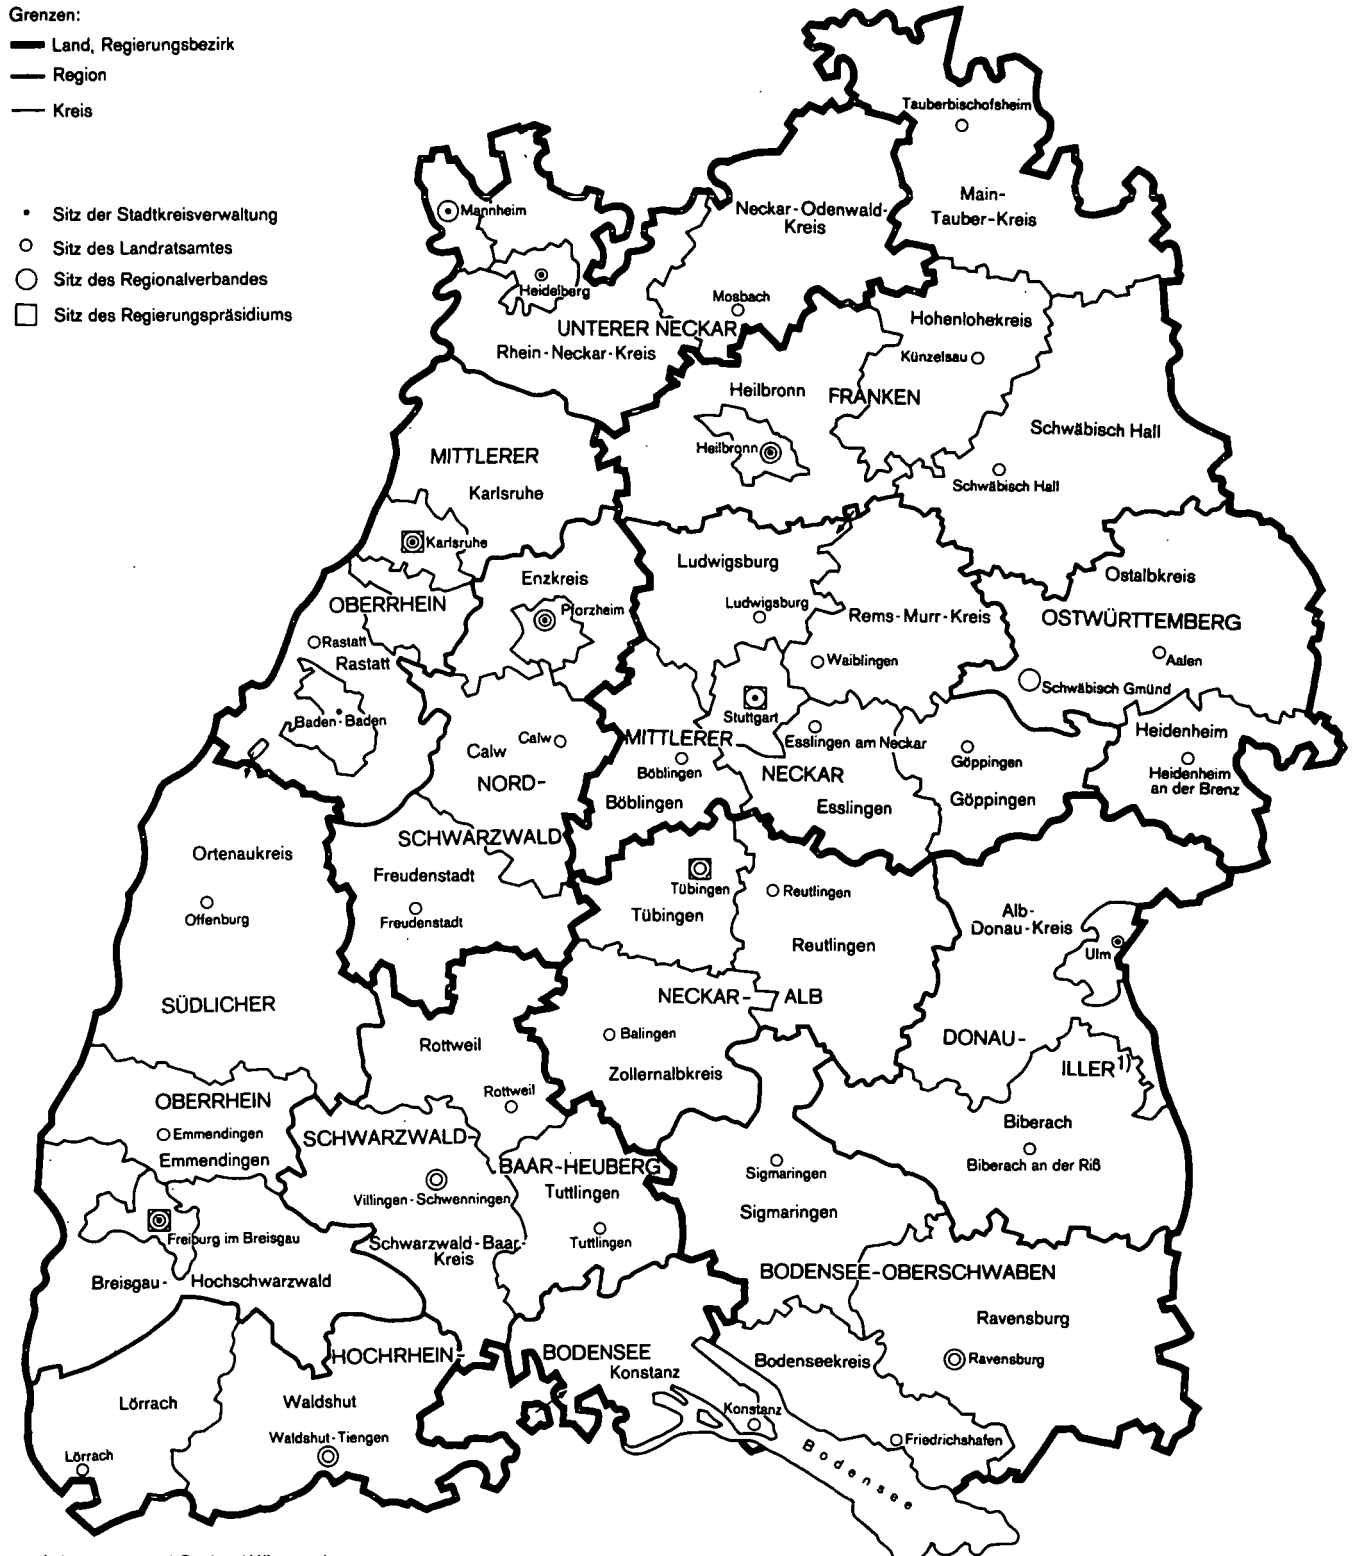 Grenzen:
Land, Regierungsbezirk
Region
Kreis
Sitz der Stadtkreisverwaltung
Sitz des Landratsamtes
Sitz des Regionalverbandes
Sitz des Regierungspräsidiums
Tauberbischofsheim
Main-
Tauber-Kreis
Mannheim
Neckar-Odenwald-
Kreis
Heidelberg
Mosbach
UNTERER NECKAR
Rhein-Neckar-Kreis
Hohenlohekreis
Künzelsau
Heilbronn
FRANKEN
Schwäbisch Hall
Heilbronn
Schwäbisch Hall
MITTLERER
Karlsruhe
Karlsruhe
Ludwigsburg
Enzkreis
Ostalbkreis
OBERRHEIN
Pforzheim
Ludwigsburg
Rems-Murr-Kreis
OSTWÜRTTEMBERG
Rastatt
Rastatt
Waiblingen
Aalen
Schwäbisch Gmünd
Baden-Baden
Stuttgart
Calw
Calw
MITTLERER
Esslingen am Neckar
Göppingen
Heidenheim
Heidenheim
an der Brenz
NORD-
Böblingen
NECKAR
Böblingen
Esslingen
Göppingen
SCHWARZWALD
Ortenaukreis
Freudenstadt
Tübingen
Reutlingen
Offenburg
Freudenstadt
Tübingen
Alb-
Donau-Kreis
Reutlingen
Ulm
SÜDLICHER
NECKAR-
ALB
Rottweil
Balingen
DONAU-
ILLER1)
Zollernalbkreis
Rottweil
OBERRHEIN
Emmendingen
Emmendingen
SCHWARZWALD-
Biberach
Biberach an der Riß
BAAR-HEUBERG
Tuttlingen
Sigmaringen
Villingen-Schwenningen
Sigmaringen
Freiburg im Breisgau
Schwarzwald-Baar-
Kreis
Tuttlingen
Breisgau-
Hochschwarzwald
BODENSEE-OBERSCHWABEN
Ravensburg
HOCHRHEIN-
BODENSEE
Konstanz
Bodenseekreis
Ravensburg
Lörrach
Waldshut
Konstanz
Waldshut-Tiengen
Friedrichshafen
Lörrach
Bodensee